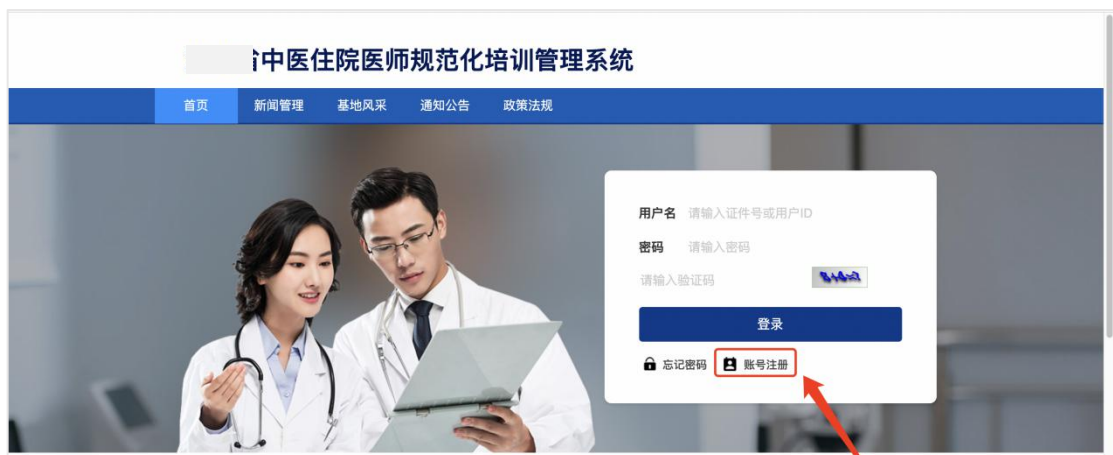 省中医住院医师规范化培训管理系统
首页 新闻管理 基地风采 通知公告 政策法规
用户名 请输入证件号或用户ID
密码 请输入密码
请输入验证码
登录
忘记密码 账号注册